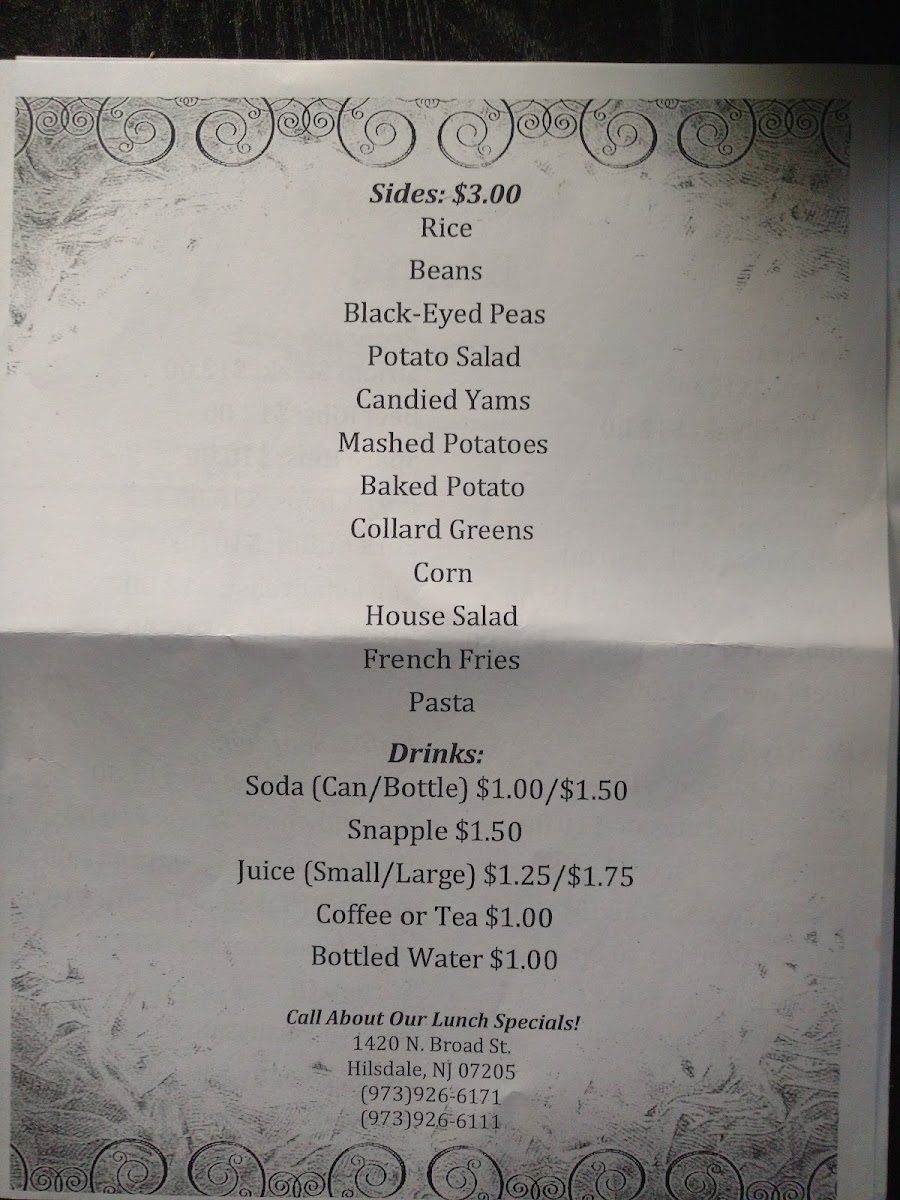 Sides: $3.00
Rice
Beans
Black-Eyed Peas
Potato Salad
Candied Yams
Mashed Potatoes
Baked Potato
Collard Greens
Corn
House Salad
French Fries
Pasta
Drinks:
Soda (Can/Bottle) $1.00/$1.50
Snapple $1.50
Juice (Small/Large) $1.25/$1.75
Coffee or Tea $1.00
Bottled Water $1.00
Call About Our Lunch Specials!
1420 N. Broad St.
Hilsdale, NJ 07205
(973)926-6171
(973)926-6111